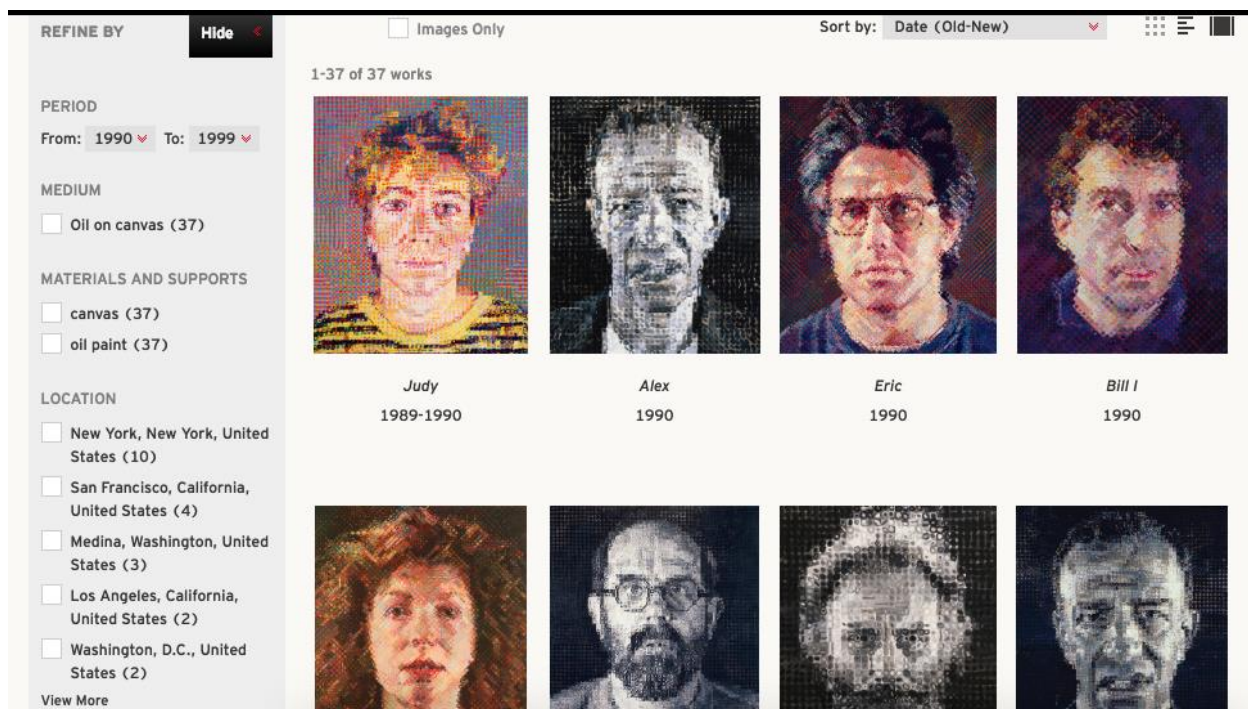 REFINE BY
Hide
Images Only
Sort by: Date (Old-New)
1-37 of 37 works
PERIOD
From: 1990 To: 1999
MEDIUM
Oil on canvas (37)
MATERIALS AND SUPPORTS
canvas (37)
oil paint (37)
LOCATION
New York, New York, United
States (10)
San Francisco, California,
United States (4)
Medina, Washington, United
States (3)
Los Angeles, California,
United States (2)
Washington, D.C., United
States (2)
View More
Judy
1989-1990
Alex
1990
Eric
1990
Bill I
1990